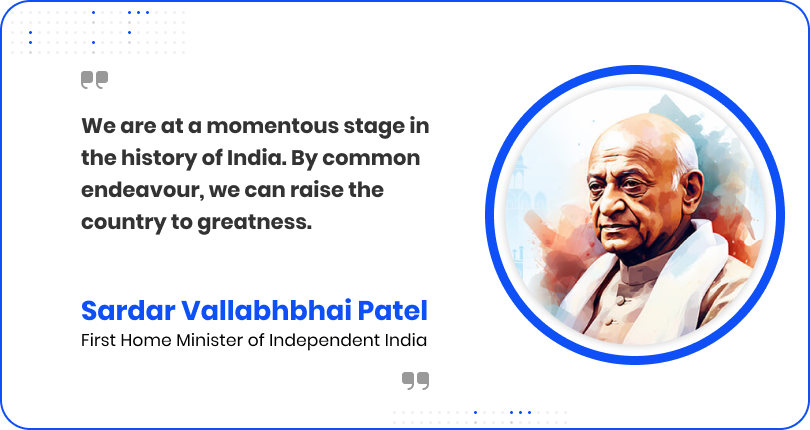 We are at a momentous stage in
the history of India. By common
endeavour, we can raise the
country to greatness.
Sardar Vallabhbhai Patel
First Home Minister of Independent India